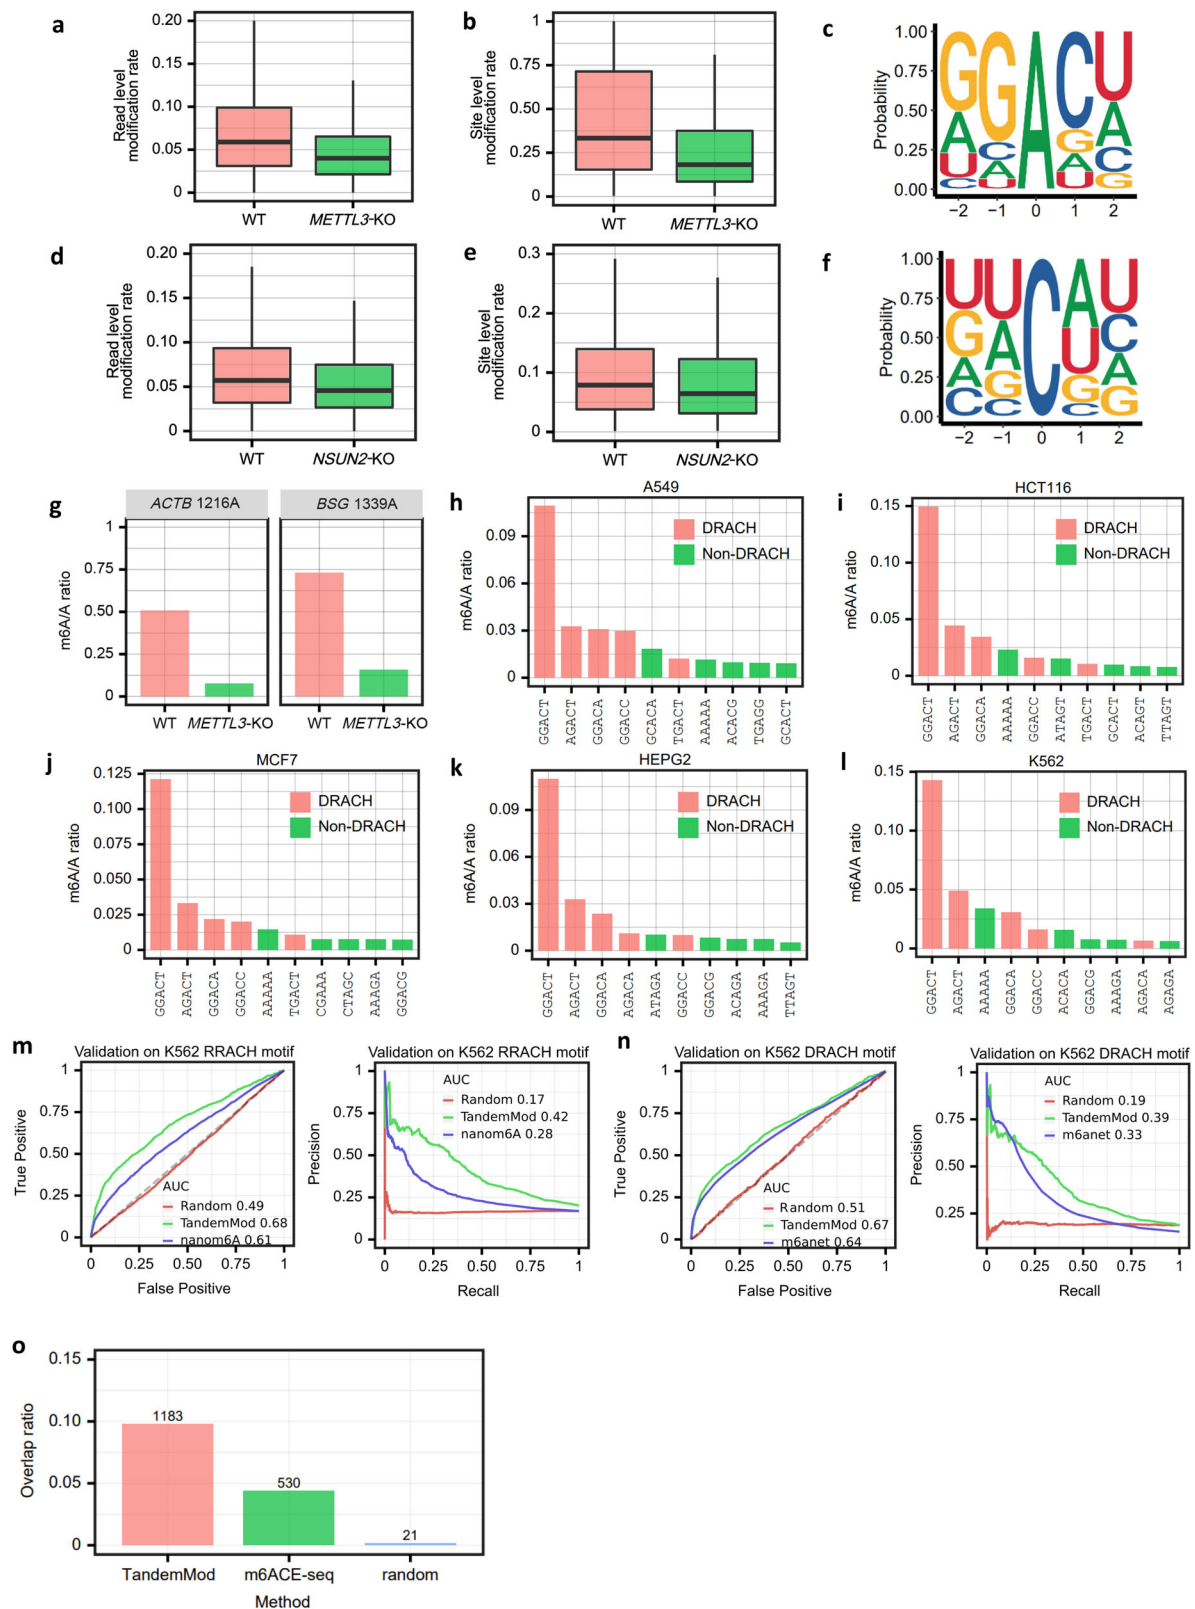 a
0.20
0.15
0.10
0.05
0
Read level
modification rate
WT METTL3-KO
b
1
0.75
0.50
0.25
0
Site level
modification rate
WT METTL3-KO
c
1.00
0.75
0.50
0.25
0.00
Probability
G G A C U
A C G A
U A A C
C U U G
−2 −1 0 1 2
d
0.20
0.15
0.10
0.05
0
Read level
modification rate
WT NSUN2-KO
e
0.3
0.2
0.1
0
Site level
modification rate
WT NSUN2-KO
f
1.00
0.75
0.50
0.25
0.00
Probability
U U C A U
G A U C
A G G A
C C C G
−2 −1 0 1 2
g
ACTB 1216A BSG 1339A
1
0.75
0.50
0.25
0
m6A/A ratio
WT METTL3-KO WT METTL3-KO
h
A549
0.09
0.06
0.03
0
m6A/A ratio
DRACH
Non-DRACH
GGACT AGACT GGACA GGACC GCACA TGACT AAAAA ACACG TGAGG GCACT
i
HCT116
0.15
0.10
0.05
0
m6A/A ratio
DRACH
Non-DRACH
GGACT AGACT GGACA AAAAA GGACC ATAGT TGACT GCACT ACAGT TTAGT
j
MCF7
0.125
0.100
0.075
0.050
0.025
0
m6A/A ratio
DRACH
Non-DRACH
GGACT AGACT GGACA GGACC AAAAA TGACT CGAAA CTAGC AAAGA GGACG
k
HEPG2
0.09
0.06
0.03
0
m6A/A ratio
DRACH
Non-DRACH
GGACT AGACT GGACA AGACA ATAGA GGACC GGACG ACAGA AAAGA TTAGT
l
K562
0.15
0.10
0.05
0
m6A/A ratio
DRACH
Non-DRACH
GGACT AGACT AAAAA GGACA GGACC ACACA GGACG AAAGA AGACA AGAGA
m
Validation on K562 RRACH motif
1
0.75
0.50
0.25
0
True Positive
AUC
Random 0.49
TandemMod 0.68
nanom6A 0.61
0 0.25 0.50 0.75 1
False Positive
Validation on K562 RRACH motif
1
0.75
0.50
0.25
0
Precision
AUC
Random 0.17
TandemMod 0.42
nanom6A 0.28
0 0.25 0.50 0.75 1
Recall
n
Validation on K562 DRACH motif
1
0.75
0.50
0.25
0
True Positive
AUC
Random 0.51
TandemMod 0.67
m6anet 0.64
0 0.25 0.50 0.75 1
False Positive
Validation on K562 DRACH motif
1
0.75
0.50
0.25
Precision
AUC
Random 0.19
TandemMod 0.39
m6anet 0.33
0 0.25 0.50 0.75 1
Recall
o
0.15
0.10
0.05
0
Overlap ratio
1183
530
21
TandemMod m6ACE-seq random
Method